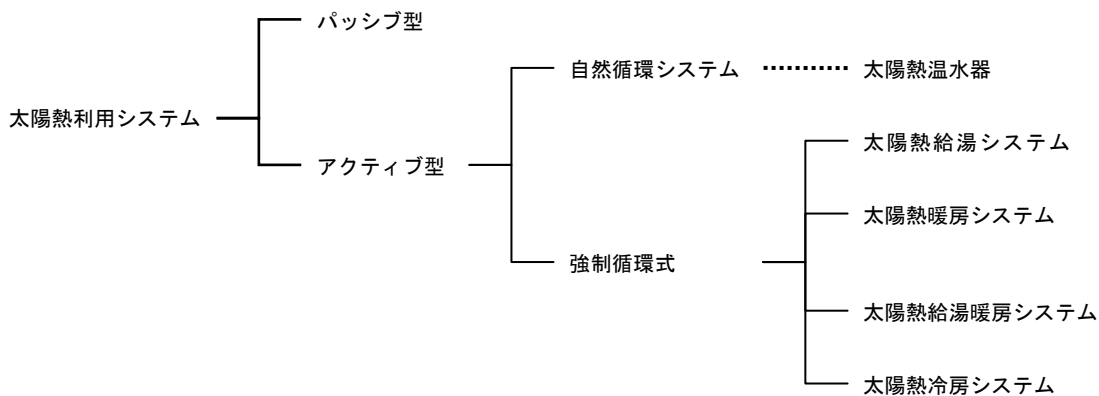 パッシブ型
自然循環システム
太陽熱温水器
太陽熱利用システム
太陽熱給湯システム
アクティブ型
太陽熱暖房システム
強制循環式
太陽熱給湯暖房システム
太陽熱冷房システム